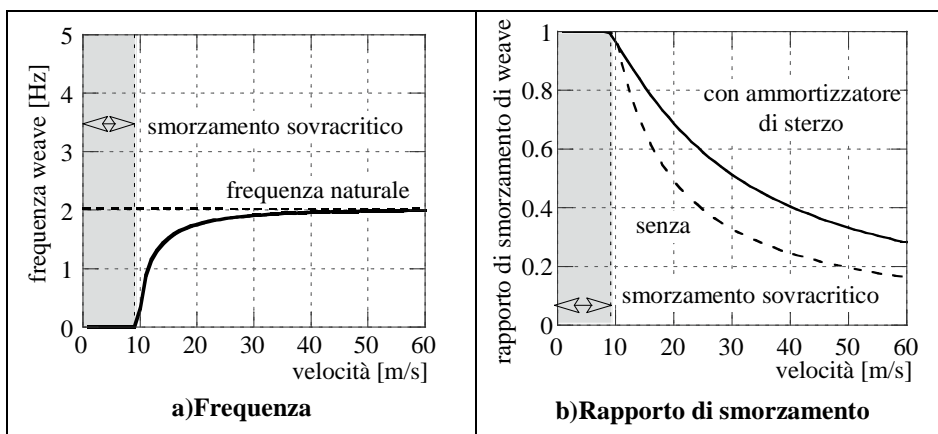 frequenza weave [Hz]
5
4
3
2
1
0
smorzamento sovracritico
frequenza naturale
0 10 20 30 40 50 60
velocità [m/s]
a)Frequenza
rapporto di smorzamento di weave
1
0.8
0.6
0.4
0.2
0
con ammortizzatore
di sterzo
senza
smorzamento sovracritico
0 10 20 30 40 50 60
velocità [m/s]
b)Rapporto di smorzamento